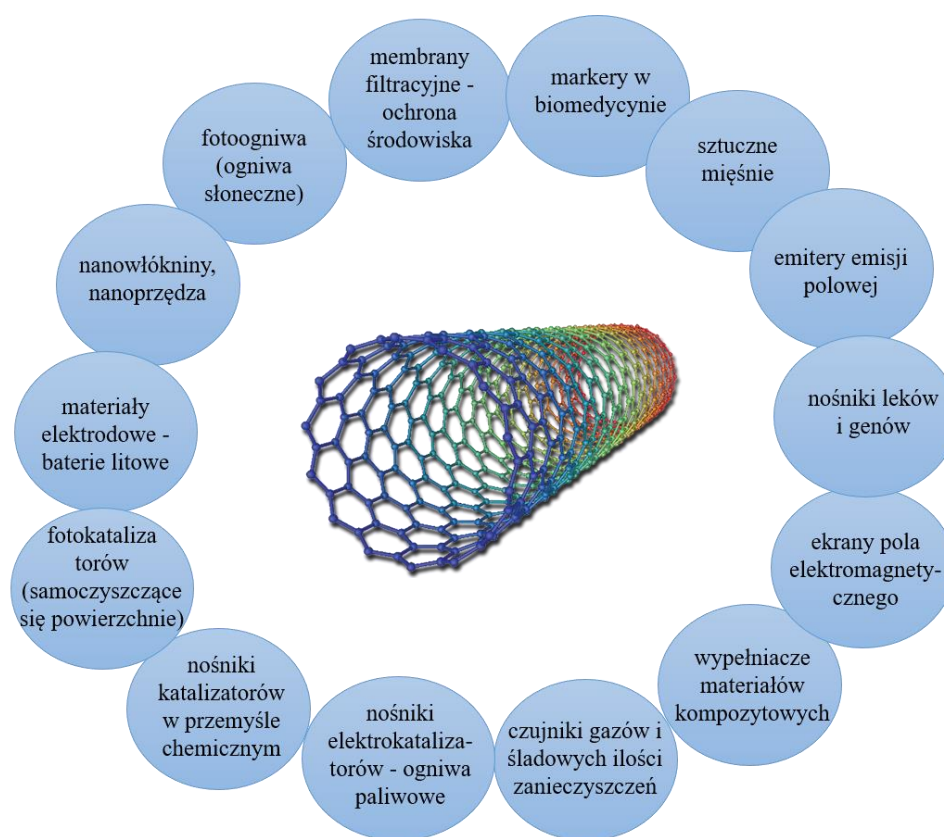 membrany
filtracyjne -
ochrona
środowiska
markery w
biomedycynie
sztuczne
mięśnie
emitery emisji
polowej
nośniki leków
i genów
ekrany pola
elektromagnety-
cznego
wypełniacze
materiałów
kompozytowych
czujniki gazów i
śladowych ilości
zanieczyszczeń
nośniki
elektrokataliza-
torów - ogniwa
paliwowe
nośniki
katalizatorów
w przemyśle
chemicznym
fotokataliza
torów
(samoczyszczące
się powierzchnie)
materiały
elektrodowe -
baterie litowe
nanowłókniny,
nanoprzędza
fotoogniwa
(ogniwa
słoneczne)